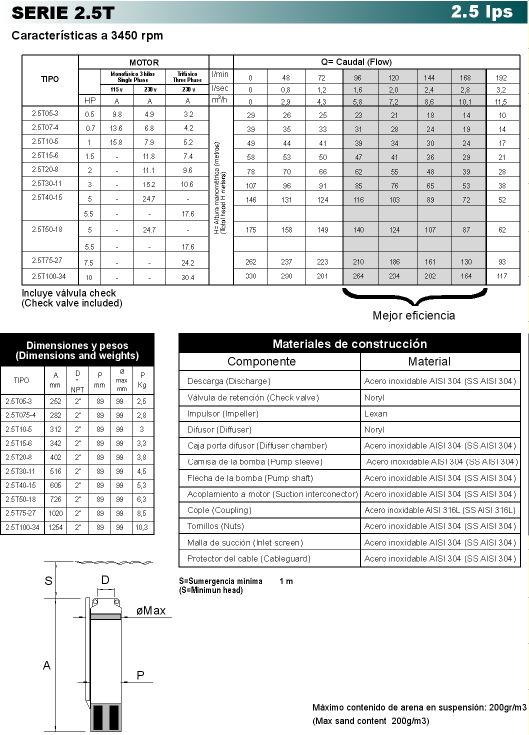 SERIE 2.5T 2.5 lps
Características a 3450 rpm
TIPO MOTOR Q= Caudal (Flow)
Monofásico 3 hilos Trifásico l/min 0 48 72 96 120 144 168 192
Single Phase Three Phase
115 v 230 v 230 v l/sec 0 0,8 1,2 1,6 2,0 2,4 2,8 3,2
HP A A A m³/h 0 2,9 4,3 5,8 7,2 8,6 10,1 11,5
H= Altura manométrica (metros)
(Total head H meters)
2.5T05-3 0.5 9.8 4.9 3.2 29 26 25 23 21 18 14 10
2.5T07-4 0.7 13.6 6.8 4.2 39 35 33 31 28 24 19 14
2.5T10-5 1 15.8 7.9 5.2 49 44 41 39 34 30 24 17
2.5T15-6 1.5 - 11.8 7.4 58 53 50 47 41 36 29 21
2.5T20-8 2 - 11.1 9.6 78 70 66 62 55 48 39 28
2.5T30-11 3 - 15.2 10.6 107 96 91 85 76 65 53 38
2.5T40-15 5 - 24.7 - 146 131 124 116 103 89 72 52
5.5 - - 17.6
2.5T50-18 5 - 24.7 - 175 158 149 140 124 107 87 62
5.5 - - 17.6
2.5T75-27 7.5 - - 24.2 262 237 223 210 186 161 130 93
2.5T100-34 10 - - 30.4 330 290 201 264 234 202 164 117
Incluye válvula check
(Check valve included)
Mejor eficiencia
Dimensiones y pesos
(Dimensions and weights)
TIPO A mm D " NPT P mm Ø max mm P Kg
2.5T05-3 252 2" 89 99 2,5
2.5T075-4 282 2" 89 99 2,8
2.5T10-5 312 2" 89 99 3
2.5T15-6 342 2" 89 99 3,3
2.5T20-8 402 2" 89 99 3,8
2.5T30-11 516 2" 89 99 4,5
2.5T40-15 605 2" 89 99 5,3
2.5T50-18 726 2" 89 99 6,3
2.5T75-27 1020 2" 89 99 8,5
2.5T100-34 1254 2" 89 99 10,3
Materiales de construcción
Componente Material
Descarga (Discharge) Acero inoxidable AISI 304 (SS AISI 304)
Válvula de retención (Check valve) Noryl
Impulsor (Impeller) Lexan
Difusor (Diffuser) Noryl
Caja porta difusor (Diffuser chamber) Acero inoxidable AISI 304 (SS AISI 304)
Camisa de la bomba (Pump sleeve) Acero inoxidable AISI 304 (SS AISI 304)
Flecha de la bomba (Pump shaft) Acero inoxidable AISI 304 (SS AISI 304)
Acoplamiento a motor (Suction interconector) Acero inoxidable AISI 304 (SS AISI 304)
Cople (Coupling) Acero inoxidable AISI 316L (SS AISI 316L)
Tornillos (Nuts) Acero inoxidable AISI 304 (SS AISI 304)
Malla de succión (Inlet screen) Acero inoxidable AISI 304 (SS AISI 304)
Protector del cable (Cableguard) Acero inoxidable AISI 304 (SS AISI 304)
S=Sumergencia minima 1 m
(S=Minimun head)
S
D
øMax
A
P
Máximo contenido de arena en suspensión: 200gr/m3
(Max sand content 200g/m3)